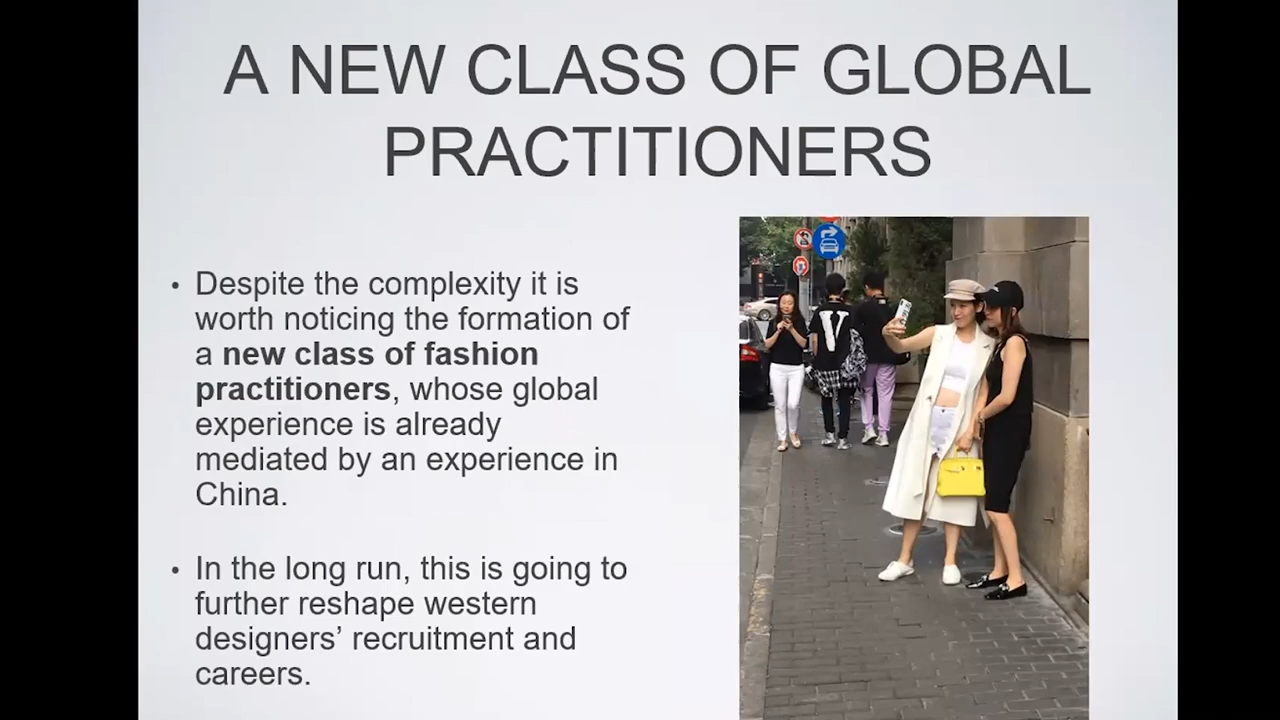 A NEW CLASS OF GLOBAL
PRACTITIONERS
• Despite the complexity it is
worth noticing the formation of
a new class of fashion
practitioners, whose global
experience is already
mediated by an experience in
China.
• In the long run, this is going to
further reshape western
designers’ recruitment and
careers.
V